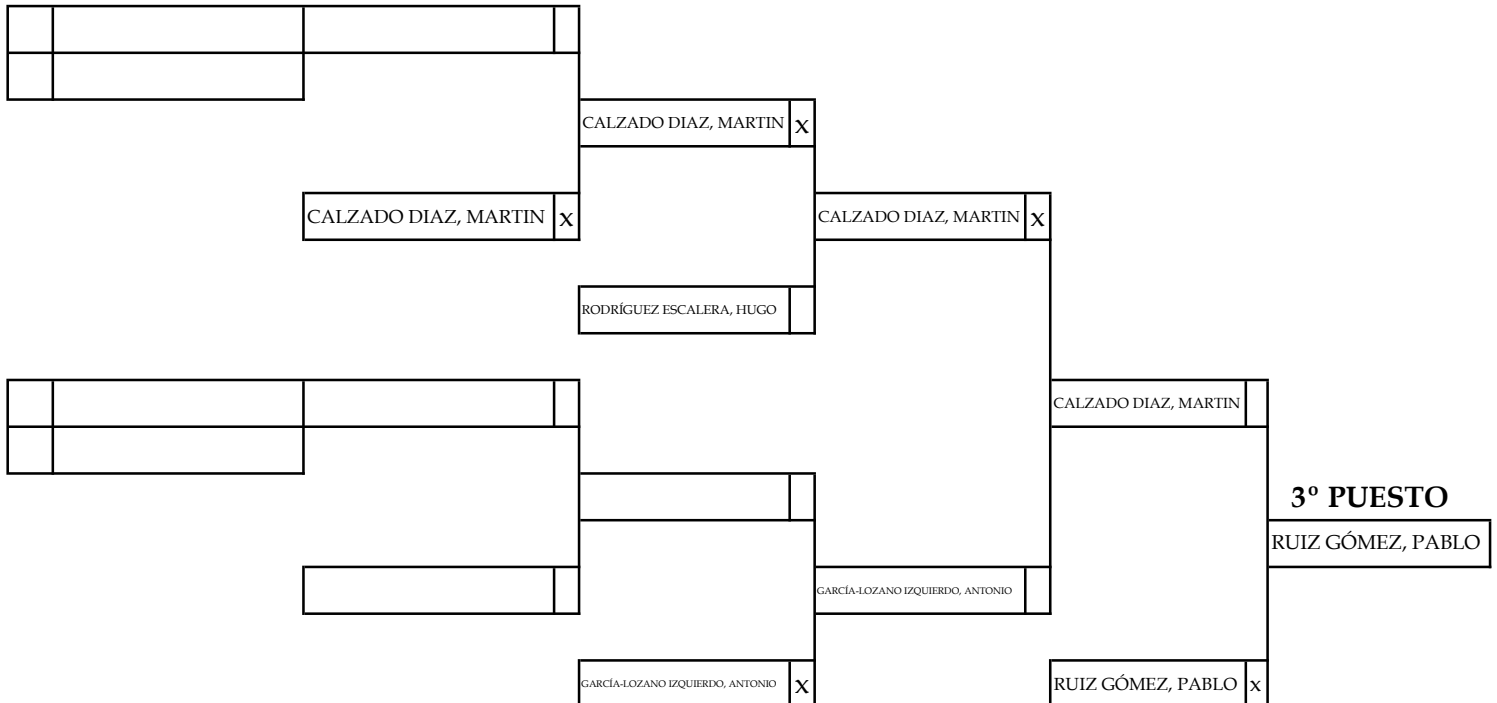 CALZADO DIAZ, MARTIN x
CALZADO DIAZ, MARTIN x
CALZADO DIAZ, MARTIN x
RODRÍGUEZ ESCALERA, HUGO
CALZADO DIAZ, MARTIN
3º PUESTO
RUIZ GÓMEZ, PABLO
GARCÍA-LOZANO IZQUIERDO, ANTONIO
GARCÍA-LOZANO IZQUIERDO, ANTONIO x
RUIZ GÓMEZ, PABLO x